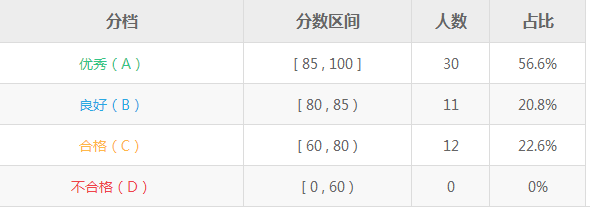 分档 分数区间 人数 占比
优秀（A） [ 85 , 100 ] 30 56.6%
良好（B） [ 80 , 85 ) 11 20.8%
合格（C） [ 60 , 80 ) 12 22.6%
不合格（D） [ 0 , 60 ) 0 0%